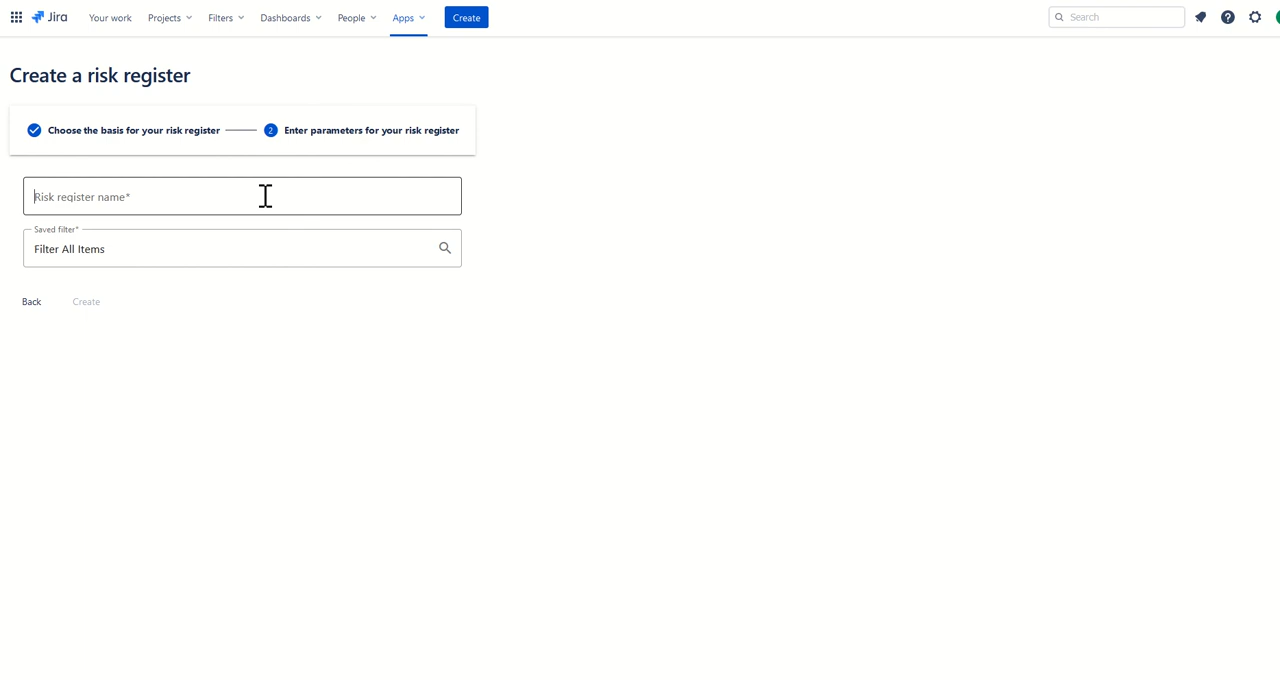 Jira Your work Projects Filters Dashboards People Apps Create Search
Create a risk register
Choose the basis for your risk register 2 Enter parameters for your risk register
Risk register name*
Saved filter*
Filter All Items
Back Create